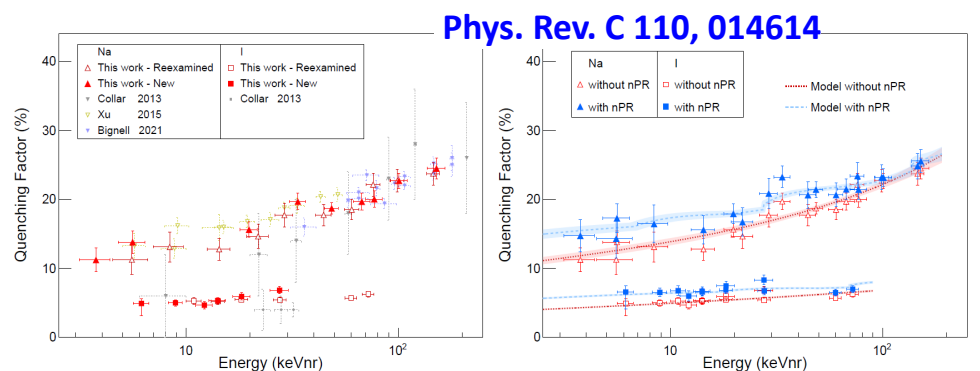 Phys. Rev. C 110, 014614
Na I
This work - Reexamined This work - Reexamined
This work - New This work - New
Collar 2013 Collar 2013
Xu 2015
Bignell 2021
Quenching Factor (%)
40
30
20
10
0
10 10²
Energy (keVnr)
Na I
without nPR without nPR
with nPR with nPR
Model without nPR
Model with nPR
Quenching Factor (%)
40
30
20
10
0
10 10²
Energy (keVnr)